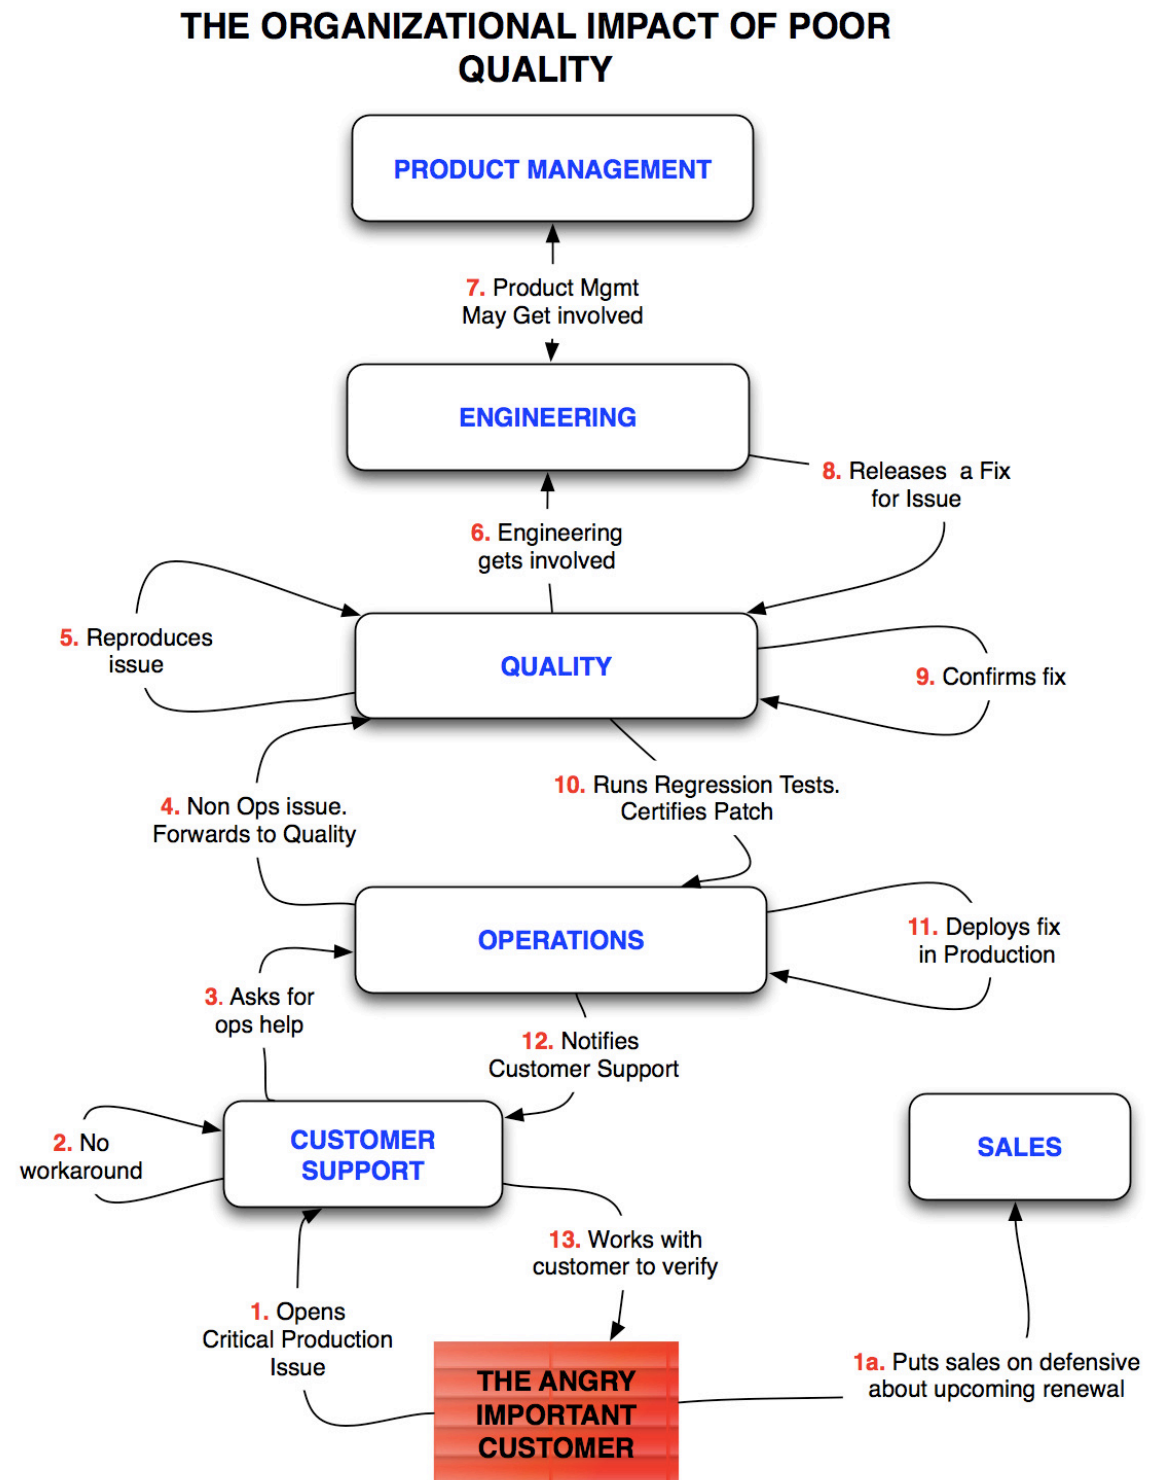 THE ORGANIZATIONAL IMPACT OF POOR
QUALITY
PRODUCT MANAGEMENT
7. Product Mgmt
May Get involved
ENGINEERING
8. Releases a Fix
for Issue
6. Engineering
gets involved
5. Reproduces
issue
QUALITY
9. Confirms fix
10. Runs Regression Tests.
Certifies Patch
4. Non Ops issue.
Forwards to Quality
OPERATIONS
11. Deploys fix
in Production
3. Asks for
ops help
12. Notifies
Customer Support
2. No
workaround
CUSTOMER
SUPPORT
SALES
13. Works with
customer to verify
1. Opens
Critical Production
Issue
1a. Puts sales on defensive
about upcoming renewal
THE ANGRY
IMPORTANT
CUSTOMER